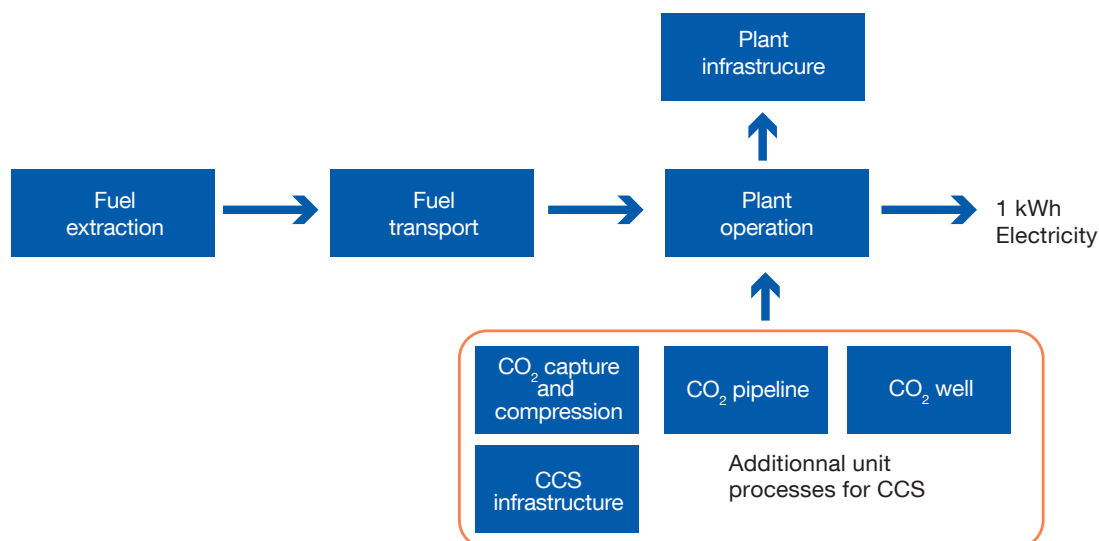 Plant
infrastrucure
Fuel
extraction
Fuel
transport
Plant
operation
1 kWh
Electricity
CO₂ capture
and
compression
CO₂ pipeline
CO₂ well
CCS
infrastructure
Additionnal unit
processes for CCS